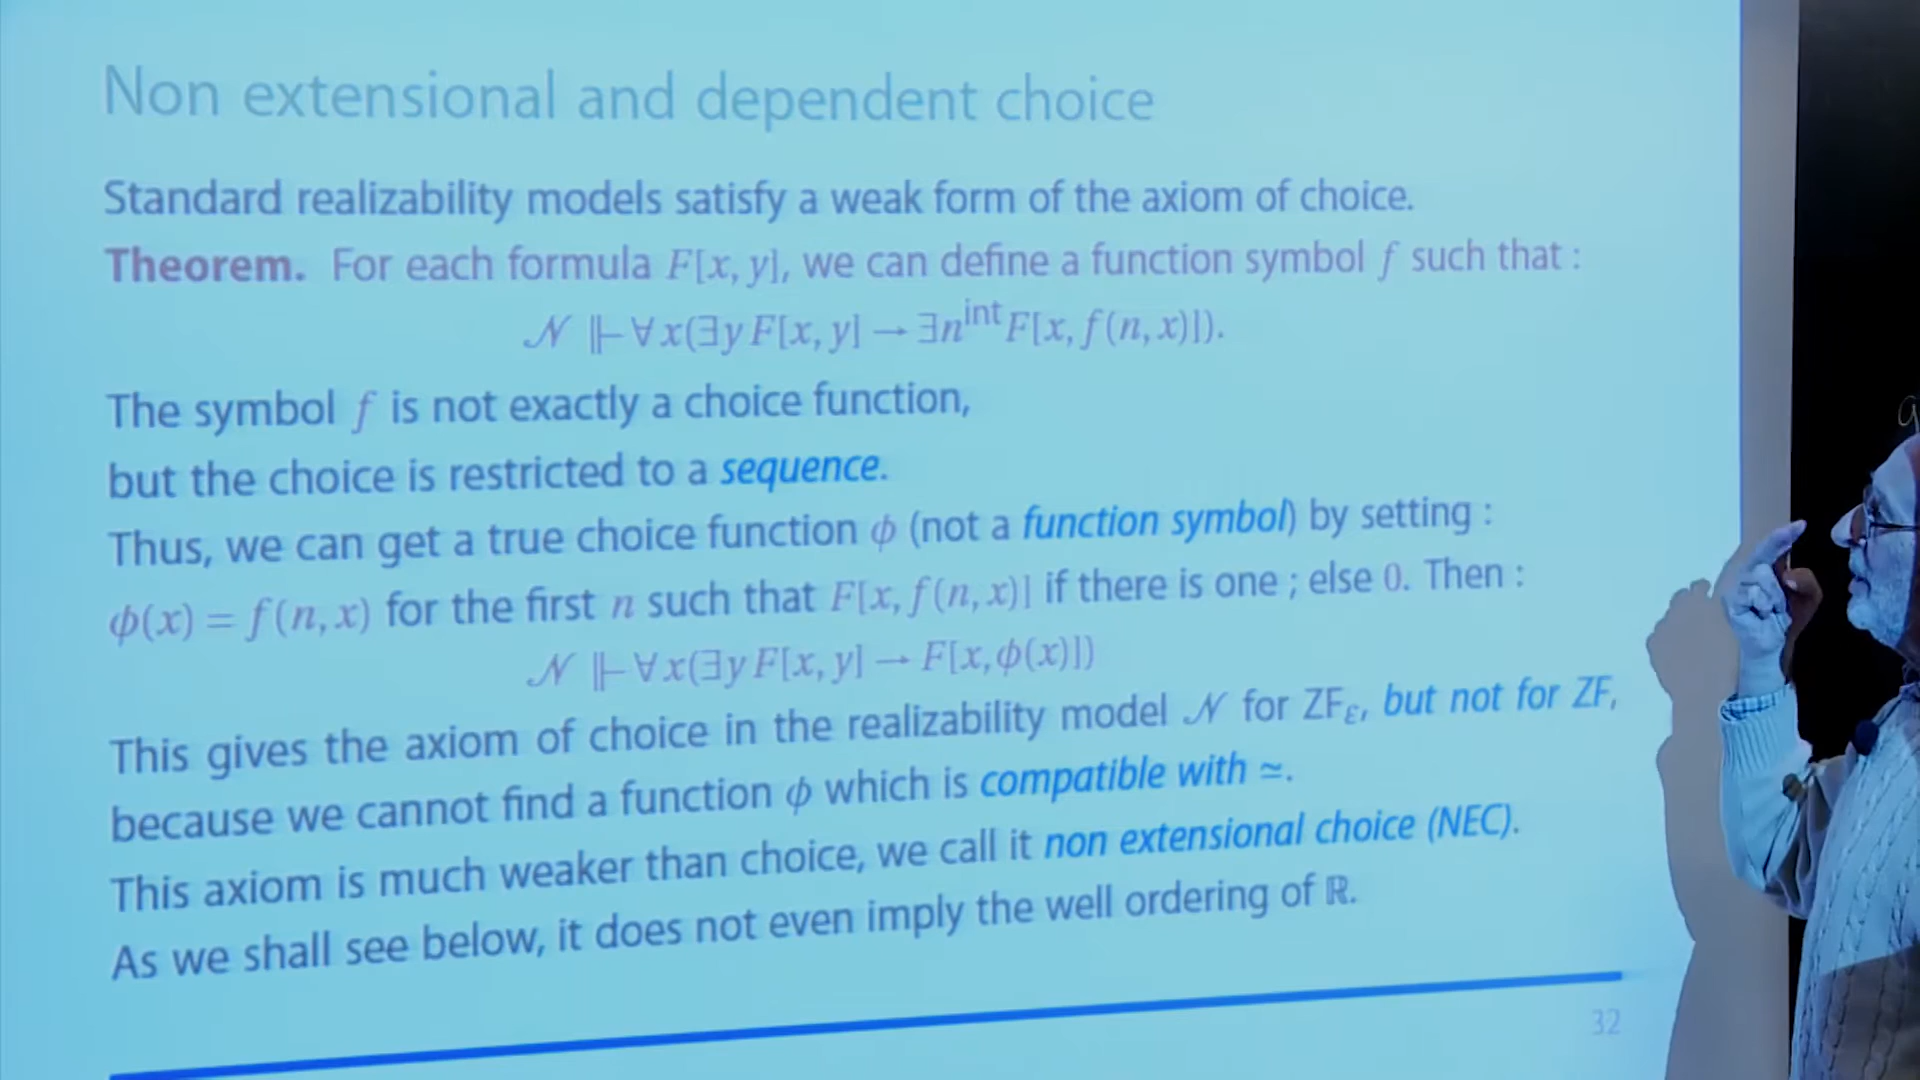 Non extensional and dependent choice
Standard realizability models satisfy a weak form of the axiom of choice.
Theorem. For each formula F[x, y], we can define a function symbol f such that :
𝒩 ⊩ ∀x(∃y F[x, y] → ∃n^int F[x, f(n, x)]).
The symbol f is not exactly a choice function,
but the choice is restricted to a sequence.
Thus, we can get a true choice function ϕ (not a function symbol) by setting :
ϕ(x) = f(n, x) for the first n such that F[x, f(n, x)] if there is one ; else 0. Then :
𝒩 ⊩ ∀x(∃y F[x, y] → F[x, ϕ(x)])
This gives the axiom of choice in the realizability model 𝒩 for ZF_ε, but not for ZF,
because we cannot find a function ϕ which is compatible with ≃.
This axiom is much weaker than choice, we call it non extensional choice (NEC).
As we shall see below, it does not even imply the well ordering of ℝ.
32